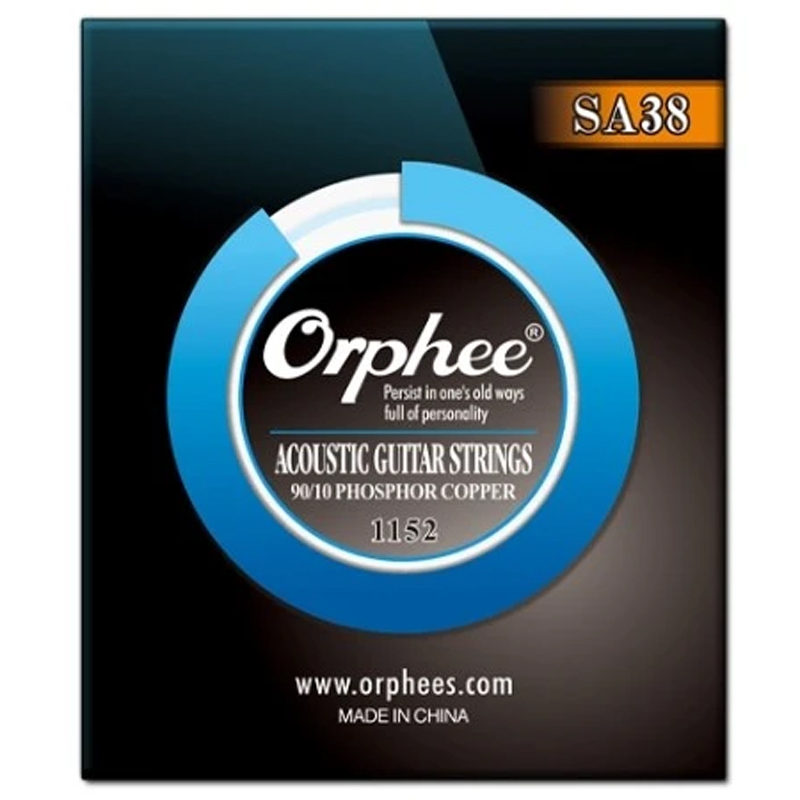 SA38
Orphee®
Persist in one's old ways
full of personality
ACOUSTIC GUITAR STRINGS
90/10 PHOSPHOR COPPER
1152
www.orphees.com
MADE IN CHINA